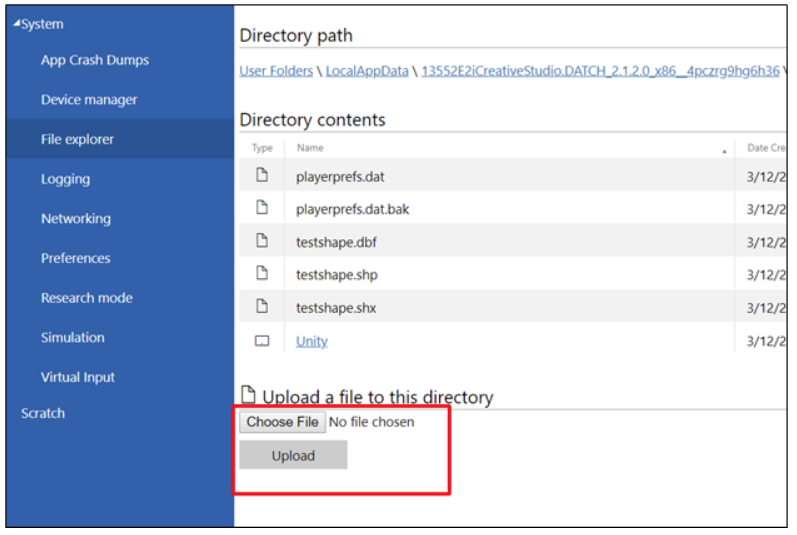 System
App Crash Dumps
Device manager
File explorer
Logging
Networking
Preferences
Research mode
Simulation
Virtual Input
Scratch
Directory path
User Folders \ LocalAppData \ 13552E2iCreativeStudio.DATCH_2.1.2.0_x86__4pczrg9hg6h36 \
Directory contents
Type Name Date Cre
playerprefs.dat 3/12/2
playerprefs.dat.bak 3/12/2
testshape.dbf 3/12/2
testshape.shp 3/12/2
testshape.shx 3/12/2
Unity 3/12/2
Upload a file to this directory
Choose File No file chosen
Upload